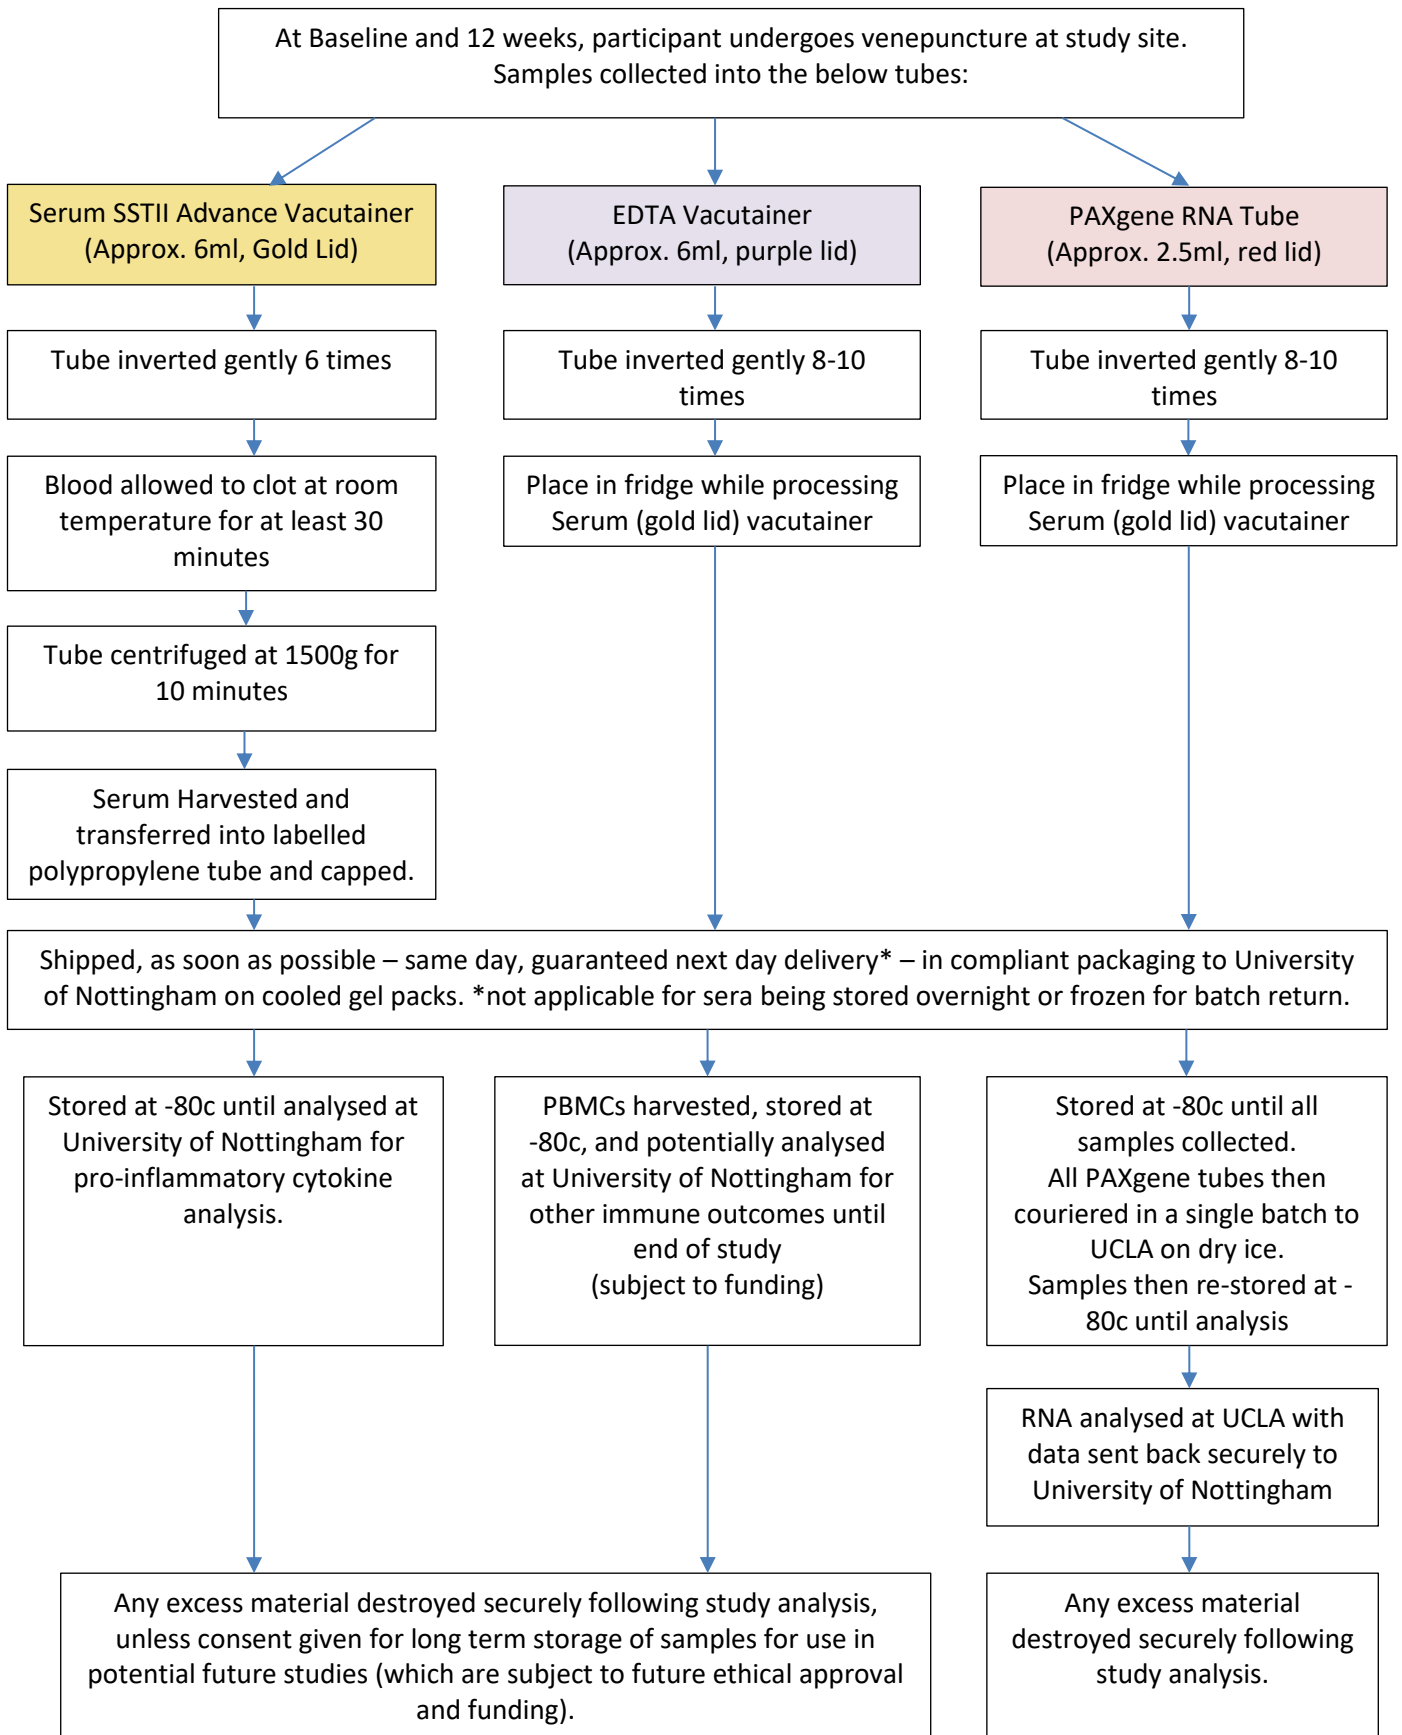 At Baseline and 12 weeks, participant undergoes venepuncture at study site.
Samples collected into the below tubes:
Serum SSTII Advance Vacutainer
(Approx. 6ml, Gold Lid)
EDTA Vacutainer
(Approx. 6ml, purple lid)
PAXgene RNA Tube
(Approx. 2.5ml, red lid)
Tube inverted gently 6 times
Tube inverted gently 8-10
times
Tube inverted gently 8-10
times
Blood allowed to clot at room
temperature for at least 30
minutes
Place in fridge while processing
Serum (gold lid) vacutainer
Place in fridge while processing
Serum (gold lid) vacutainer
Tube centrifuged at 1500g for
10 minutes
Serum Harvested and
transferred into labelled
polypropylene tube and capped.
Shipped, as soon as possible – same day, guaranteed next day delivery* – in compliant packaging to University
of Nottingham on cooled gel packs. *not applicable for sera being stored overnight or frozen for batch return.
Stored at -80c until analysed at
University of Nottingham for
pro-inflammatory cytokine
analysis.
PBMCs harvested, stored at
-80c, and potentially analysed
at University of Nottingham for
other immune outcomes until
end of study
(subject to funding)
Stored at -80c until all
samples collected.
All PAXgene tubes then
couriered in a single batch to
UCLA on dry ice.
Samples then re-stored at -
80c until analysis
RNA analysed at UCLA with
data sent back securely to
University of Nottingham
Any excess material destroyed securely following study analysis,
unless consent given for long term storage of samples for use in
potential future studies (which are subject to future ethical approval
and funding).
Any excess material
destroyed securely following
study analysis.